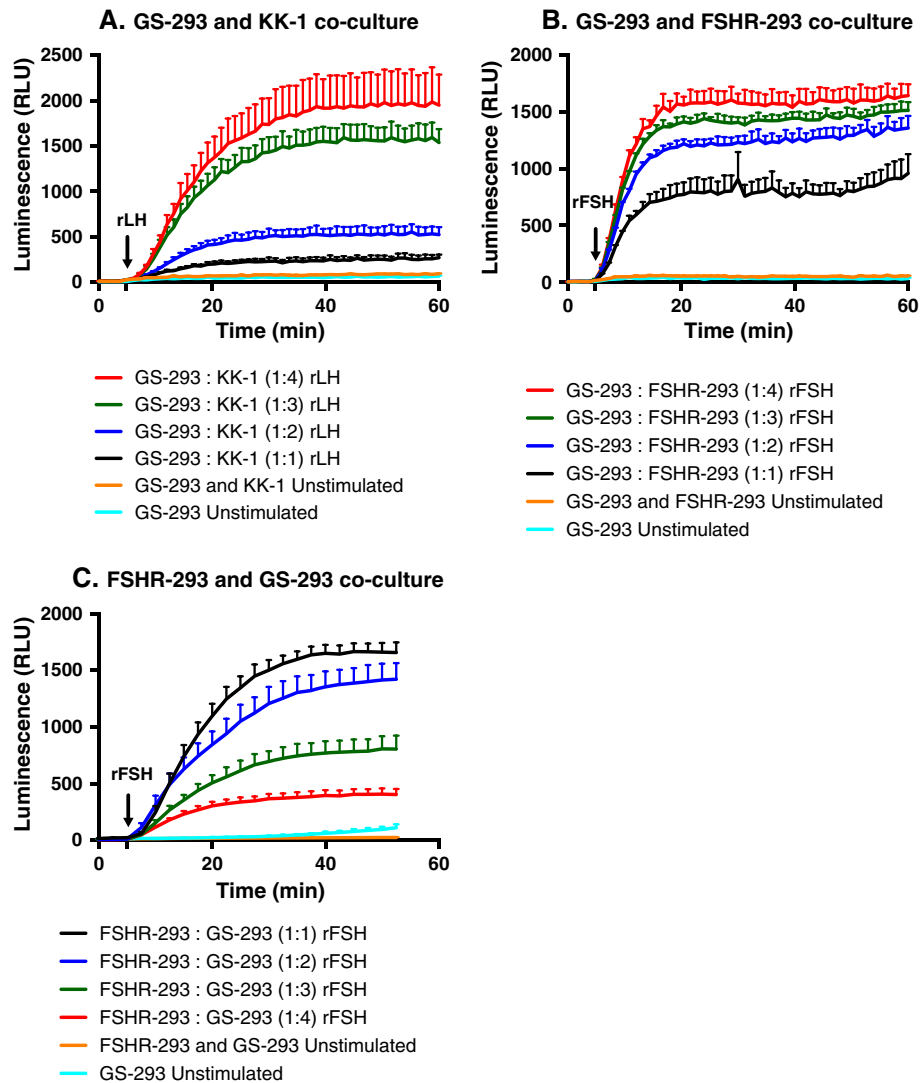 A. GS-293 and KK-1 co-culture
Luminescence (RLU)
2500
2000
1500
1000
500
0
rLH
0
20
40
60
Time (min)
GS-293 : KK-1 (1:4) rLH
GS-293 : KK-1 (1:3) rLH
GS-293 : KK-1 (1:2) rLH
GS-293 : KK-1 (1:1) rLH
GS-293 and KK-1 Unstimulated
GS-293 Unstimulated
B. GS-293 and FSHR-293 co-culture
Luminescence (RLU)
2000
1500
1000
500
0
rFSH
0
20
40
60
Time (min)
GS-293 : FSHR-293 (1:4) rFSH
GS-293 : FSHR-293 (1:3) rFSH
GS-293 : FSHR-293 (1:2) rFSH
GS-293 : FSHR-293 (1:1) rFSH
GS-293 and FSHR-293 Unstimulated
GS-293 Unstimulated
C. FSHR-293 and GS-293 co-culture
Luminescence (RLU)
2000
1500
1000
500
0
rFSH
0
20
40
60
Time (min)
FSHR-293 : GS-293 (1:1) rFSH
FSHR-293 : GS-293 (1:2) rFSH
FSHR-293 : GS-293 (1:3) rFSH
FSHR-293 : GS-293 (1:4) rFSH
FSHR-293 and GS-293 Unstimulated
GS-293 Unstimulated